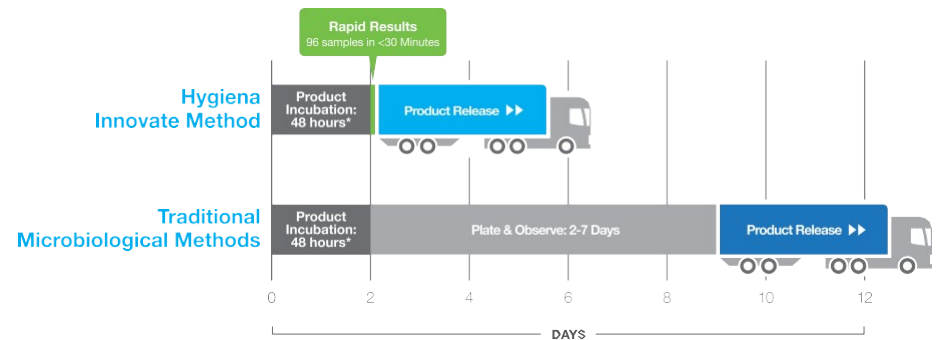 Rapid Results
96 samples in <30 Minutes
Hygiena
Innovate Method
Product
Incubation:
48 hours*
Product Release
Traditional
Microbiological Methods
Product
Incubation:
48 hours*
Plate & Observe: 2-7 Days
Product Release
0 2 4 6 8 10 12
DAYS